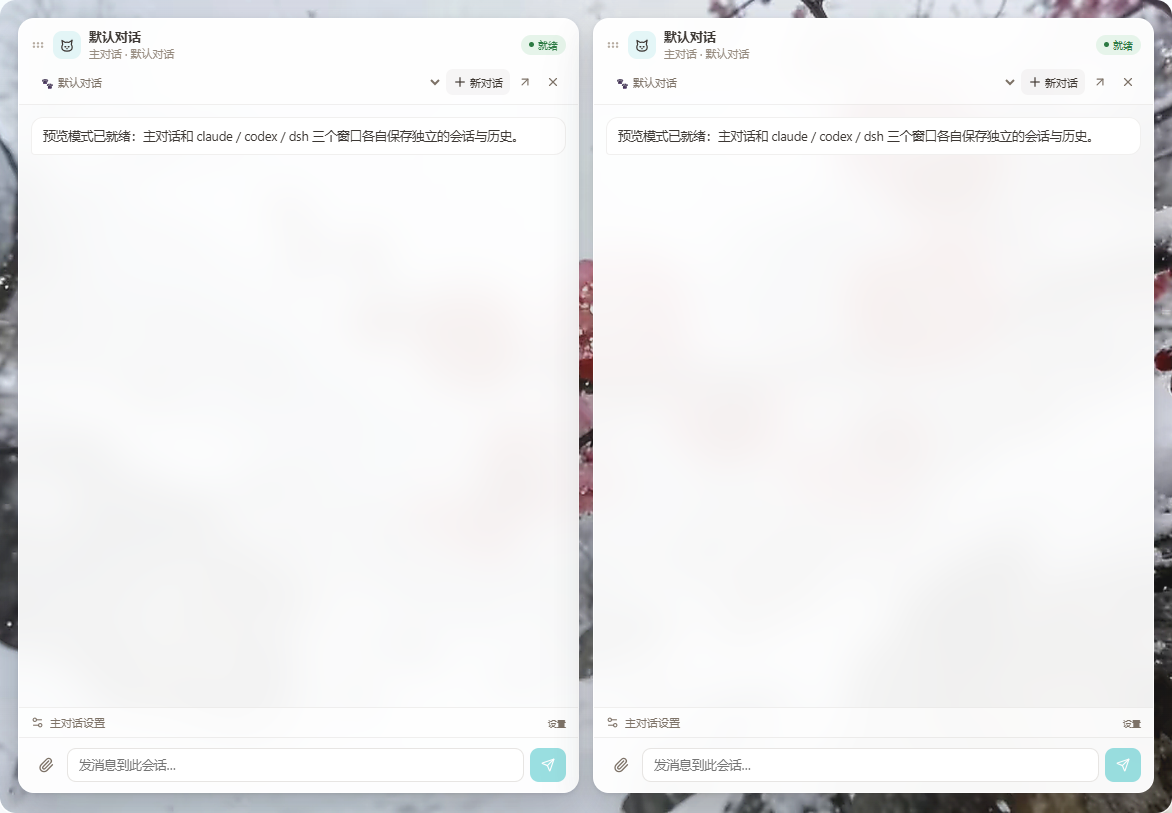 默认对话
主对话 · 默认对话
就绪
默认对话
新对话
预览模式已就绪：主对话和 claude / codex / dsh 三个窗口各自保存独立的会话与历史。
主对话设置
设置
发消息到此会话...
默认对话
主对话 · 默认对话
就绪
默认对话
新对话
预览模式已就绪：主对话和 claude / codex / dsh 三个窗口各自保存独立的会话与历史。
主对话设置
设置
发消息到此会话...